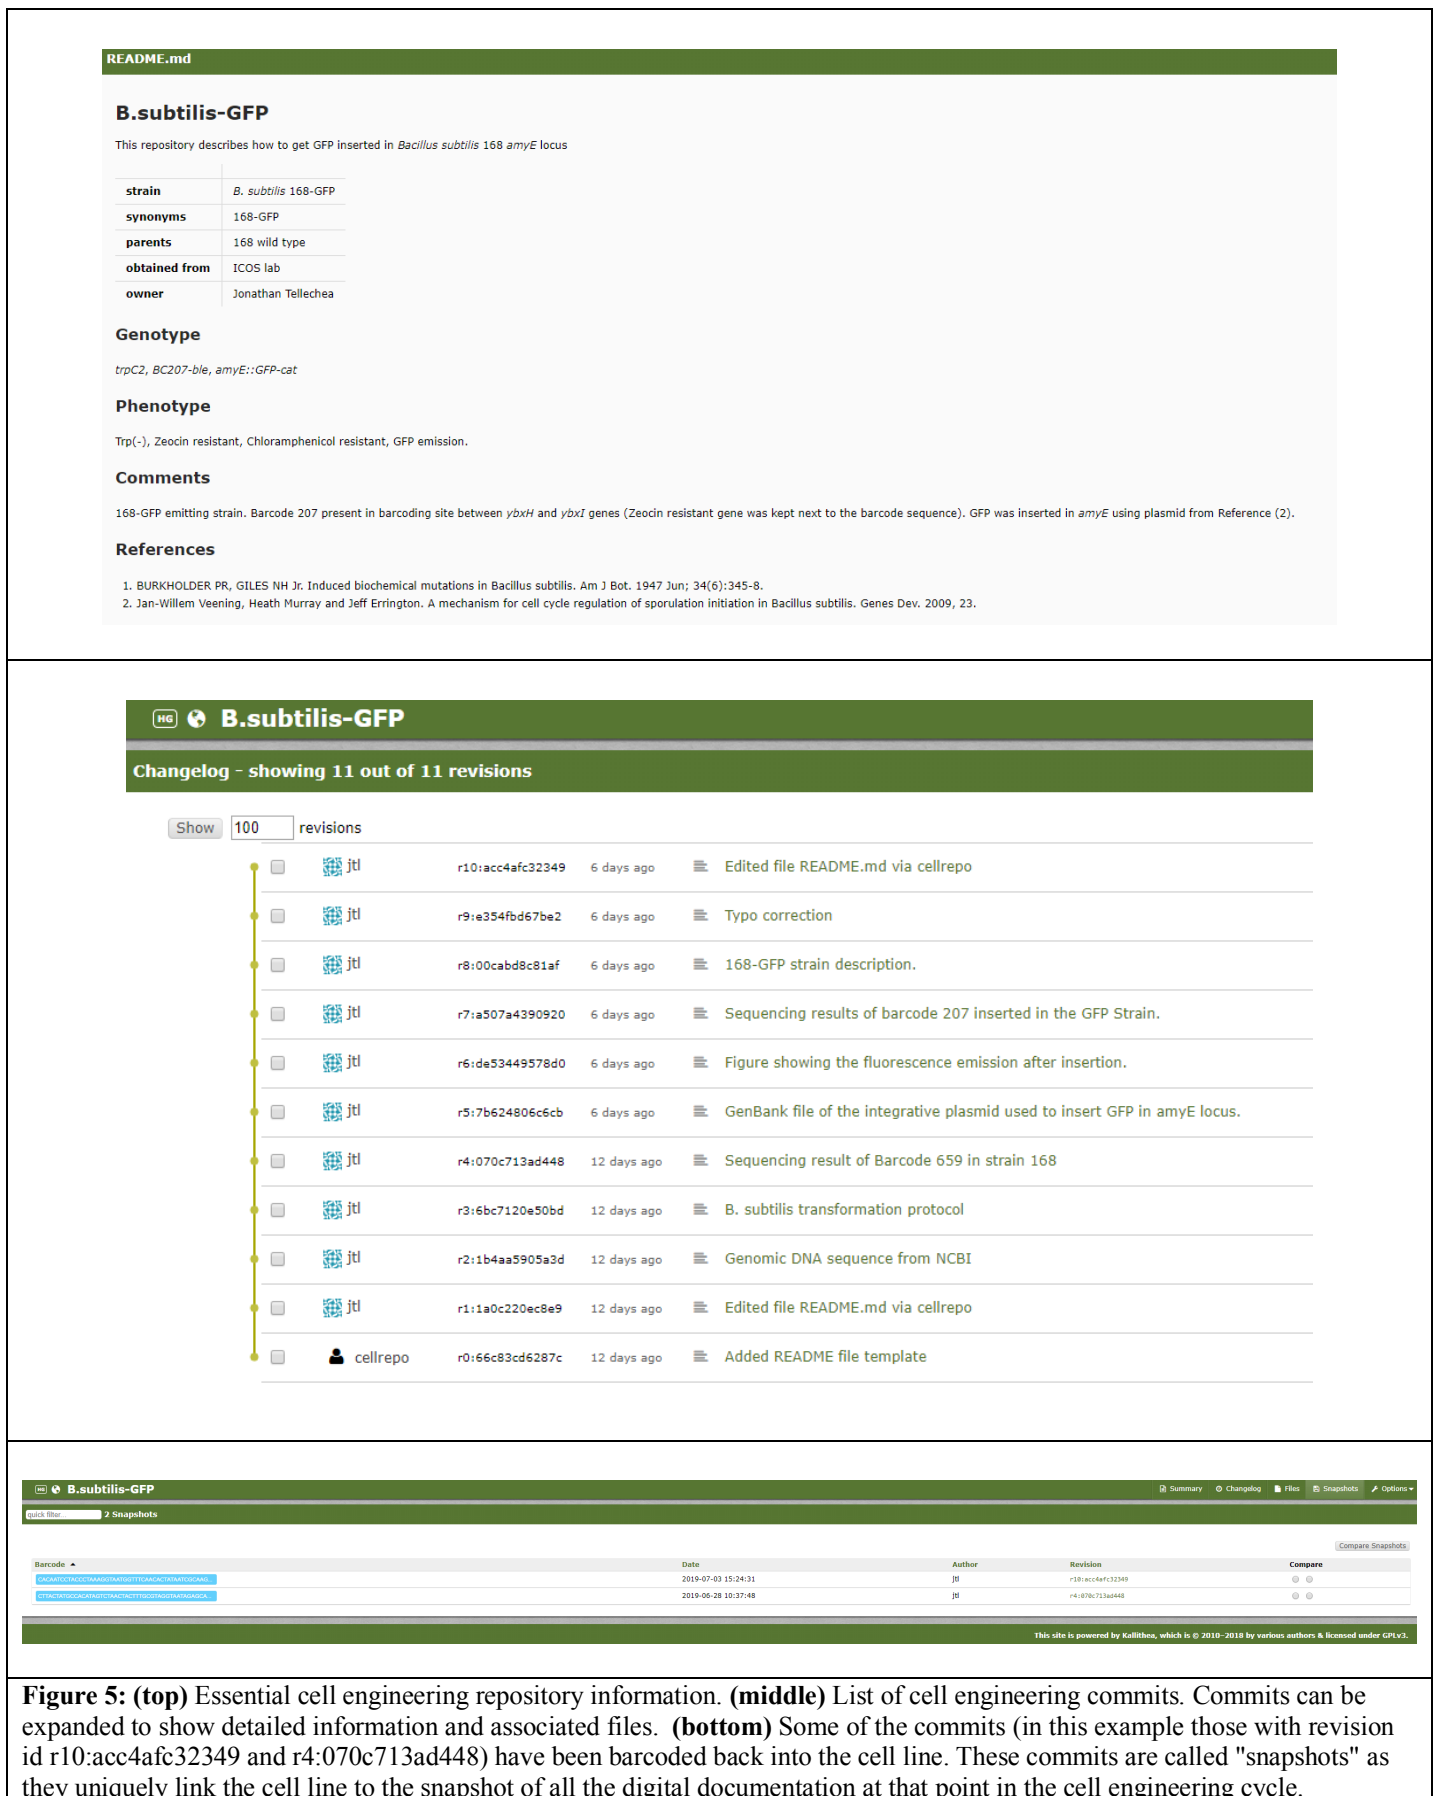 README.md
B.subtilis-GFP
This repository describes how to get GFP inserted in Bacillus subtilis 168 amyE locus
strain B. subtilis 168-GFP
synonyms 168-GFP
parents 168 wild type
obtained from ICOS lab
owner Jonathan Tellechea
Genotype
trpC2, BC207-ble, amyE::GFP-cat
Phenotype
Trp(-), Zeocin resistant, Chloramphenicol resistant, GFP emission.
Comments
168-GFP emitting strain. Barcode 207 present in barcoding site between ybxH and ybxI genes (Zeocin resistant gene was kept next to the barcode sequence). GFP was inserted in amyE using plasmid from Reference (2).
References
1. BURKHOLDER PR, GILES NH Jr. Induced biochemical mutations in Bacillus subtilis. Am J Bot. 1947 Jun; 34(6):345-8.
2. Jan-Willem Veening, Heath Murray and Jeff Errington. A mechanism for cell cycle regulation of sporulation initiation in Bacillus subtilis. Genes Dev. 2009, 23.
HG B.subtilis-GFP
Changelog - showing 11 out of 11 revisions
Show 100 revisions
jtl r10:acc4afc32349 6 days ago Edited file README.md via cellrepo
jtl r9:e354fbd67be2 6 days ago Typo correction
jtl r8:00cabd8c81af 6 days ago 168-GFP strain description.
jtl r7:a507a4390920 6 days ago Sequencing results of barcode 207 inserted in the GFP Strain.
jtl r6:de53449578d0 6 days ago Figure showing the fluorescence emission after insertion.
jtl r5:7b624806c6cb 6 days ago GenBank file of the integrative plasmid used to insert GFP in amyE locus.
jtl r4:070c713ad448 12 days ago Sequencing result of Barcode 659 in strain 168
jtl r3:6bc7120e50bd 12 days ago B. subtilis transformation protocol
jtl r2:1b4aa5905a3d 12 days ago Genomic DNA sequence from NCBI
jtl r1:1a0c220ec8e9 12 days ago Edited file README.md via cellrepo
cellrepo r0:66c83cd6287c 12 days ago Added README file template
HG B.subtilis-GFP Summary Changelog Files Snapshots Options
quick filter... 2 Snapshots
Compare Snapshots
Barcode Date Author Revision Compare
2019-07-03 15:24:31 jtl r10:acc4afc32349
2019-06-28 10:37:48 jtl r4:070c713ad448
This site is powered by Kallithea, which is © 2010-2018 by various authors & licensed under GPLv3.
Figure 5: (top) Essential cell engineering repository information. (middle) List of cell engineering commits. Commits can be
expanded to show detailed information and associated files. (bottom) Some of the commits (in this example those with revision
id r10:acc4afc32349 and r4:070c713ad448) have been barcoded back into the cell line. These commits are called "snapshots" as
they uniquely link the cell line to the snapshot of all the digital documentation at that point in the cell engineering cycle.